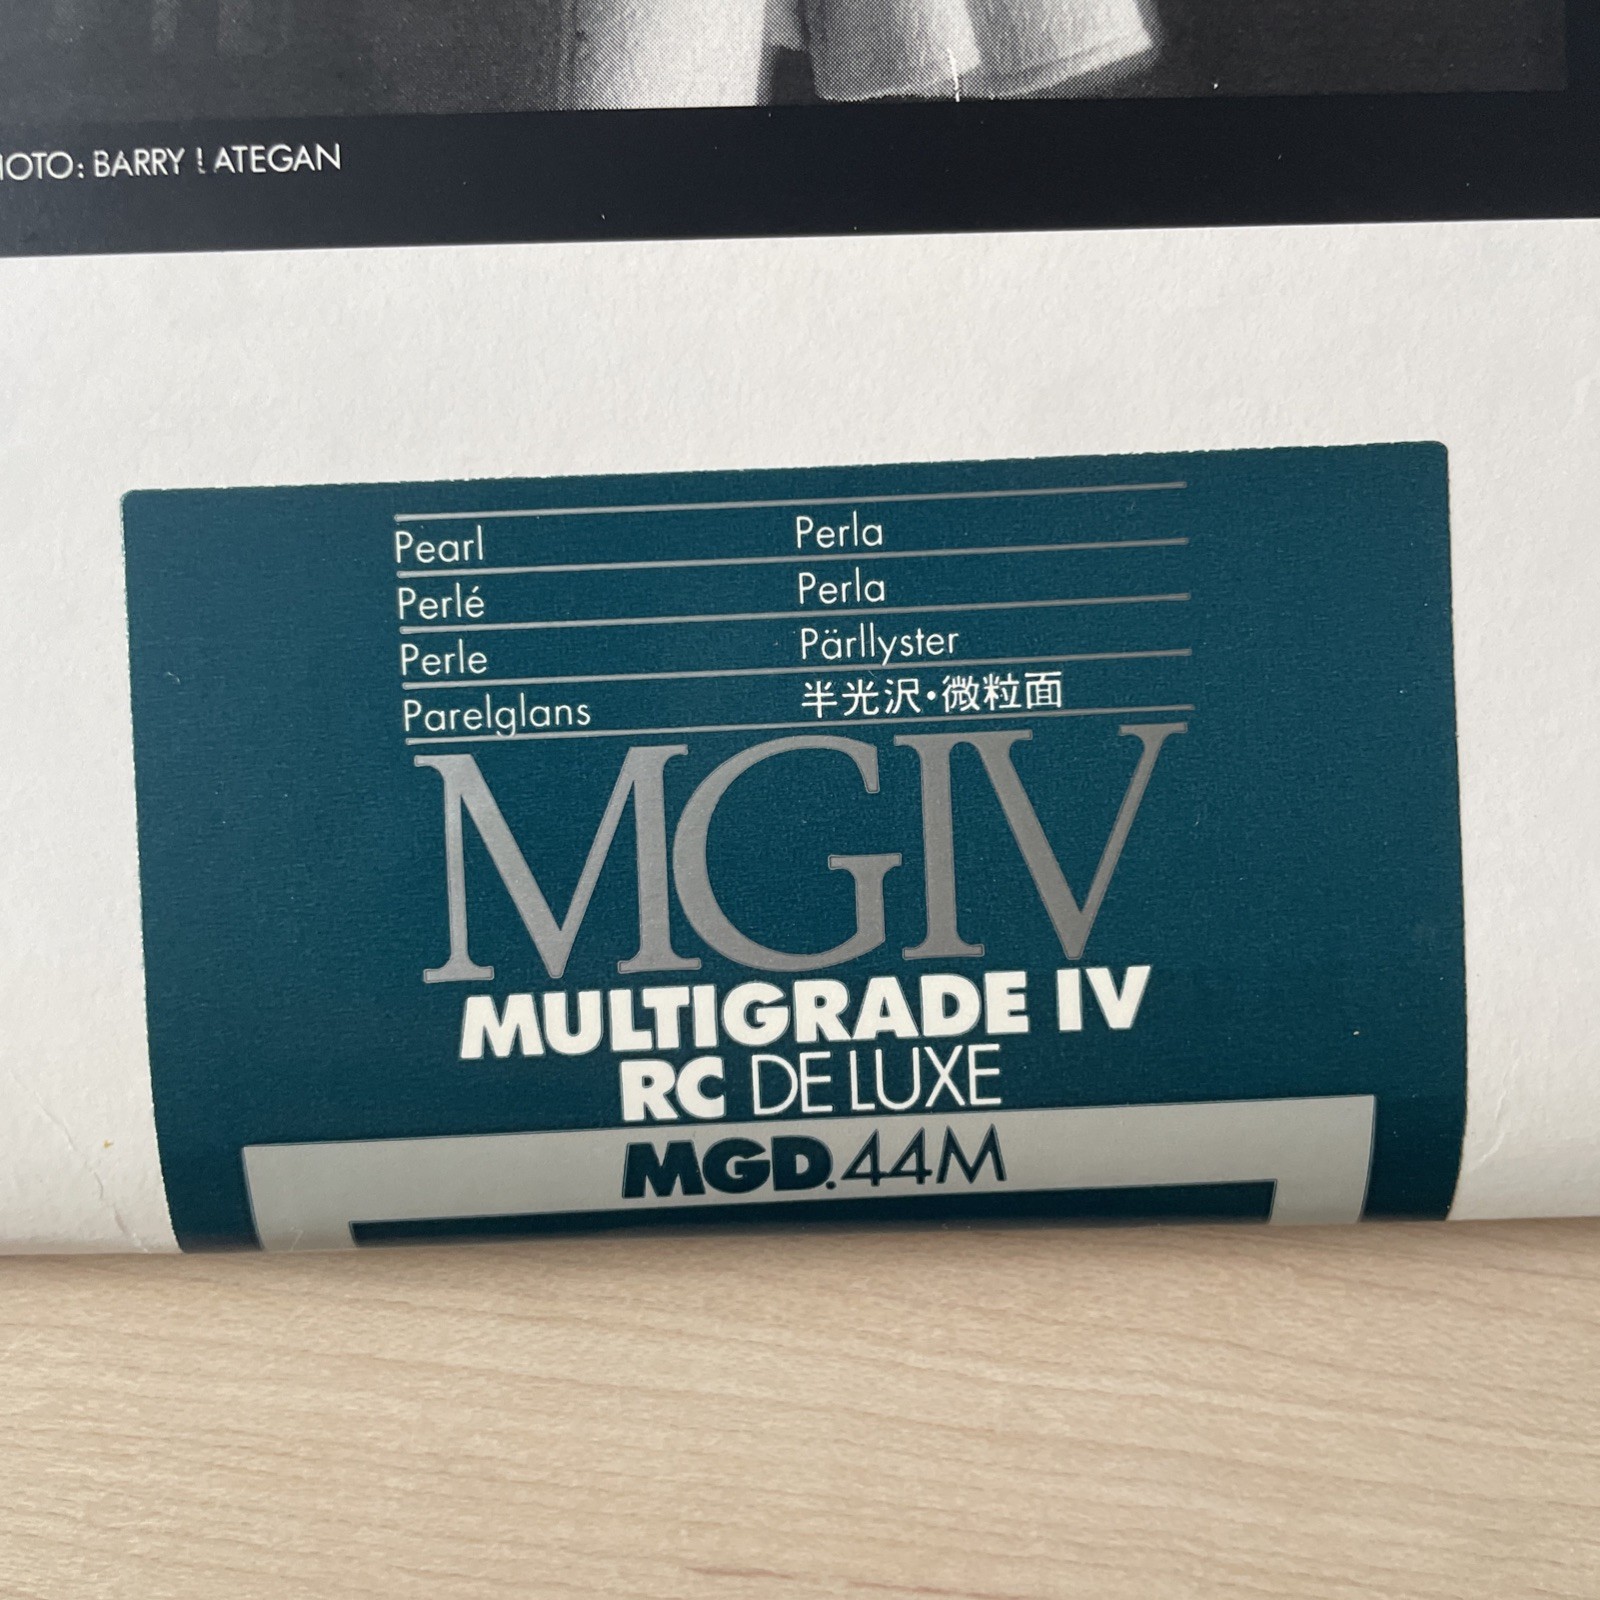 HOTO: BARRY LATEGAN
Pearl Perla
Perlé Perla
Perle Pärllyster
Parelglans 半光沢・微粒面
MGIV
MULTIGRADE IV
RC DE LUXE
MGD.44M